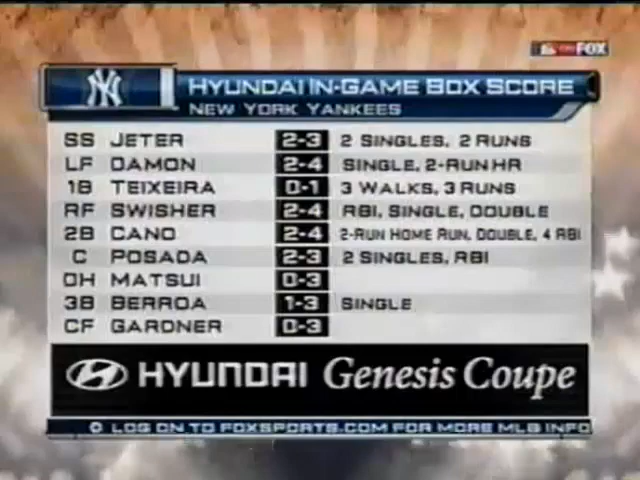 MLB ON FOX
NY HYUNDAI IN-GAME BOX SCORE
NEW YORK YANKEES
SS JETER 2-3 2 SINGLES, 2 RUNS
LF DAMON 2-4 SINGLE, 2-RUN HR
1B TEIXEIRA 0-1 3 WALKS, 3 RUNS
RF SWISHER 2-4 RBI, SINGLE, DOUBLE
2B CANO 2-4 2-RUN HOME RUN, DOUBLE, 4 RBI
C POSADA 2-3 2 SINGLES, RBI
DH MATSUI 0-3
3B BERROA 1-3 SINGLE
CF GARDNER 0-3
HYUNDAI Genesis Coupe
LOG ON TO FOXSPORTS.COM FOR MORE MLB INFO